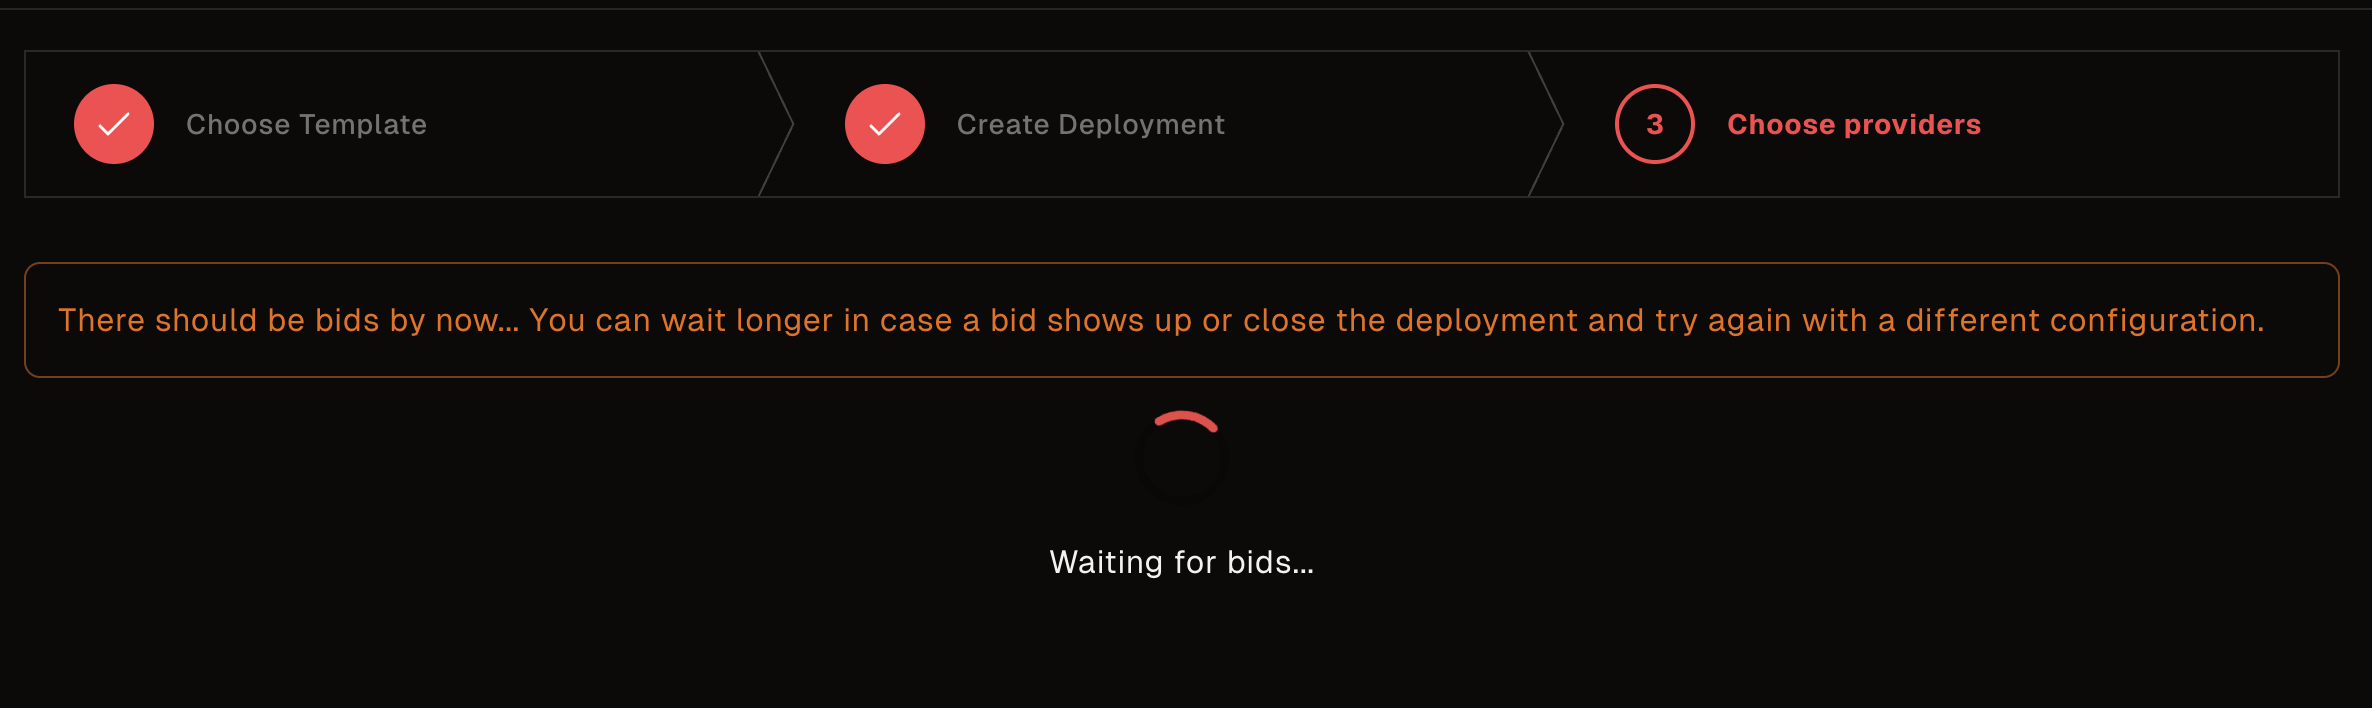 Choose Template
Create Deployment
3 Choose providers
There should be bids by now... You can wait longer in case a bid shows up or close the deployment and try again with a different configuration.
Waiting for bids...